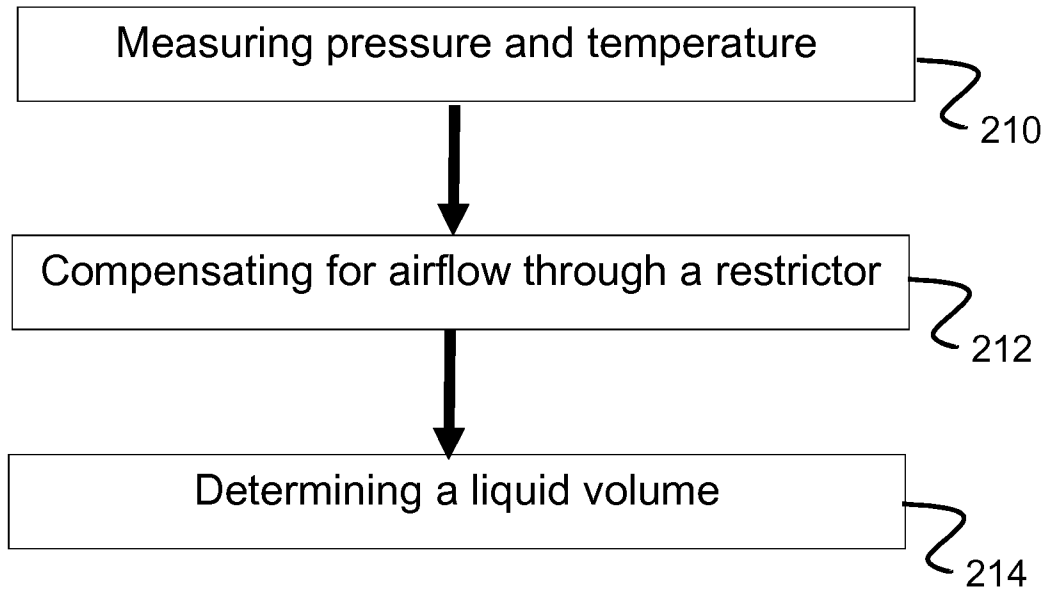 Measuring pressure and temperature
210
Compensating for airflow through a restrictor
212
Determining a liquid volume
214